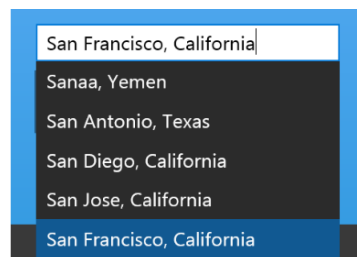 San Francisco, California
Sanaa, Yemen
San Antonio, Texas
San Diego, California
San Jose, California
San Francisco, California